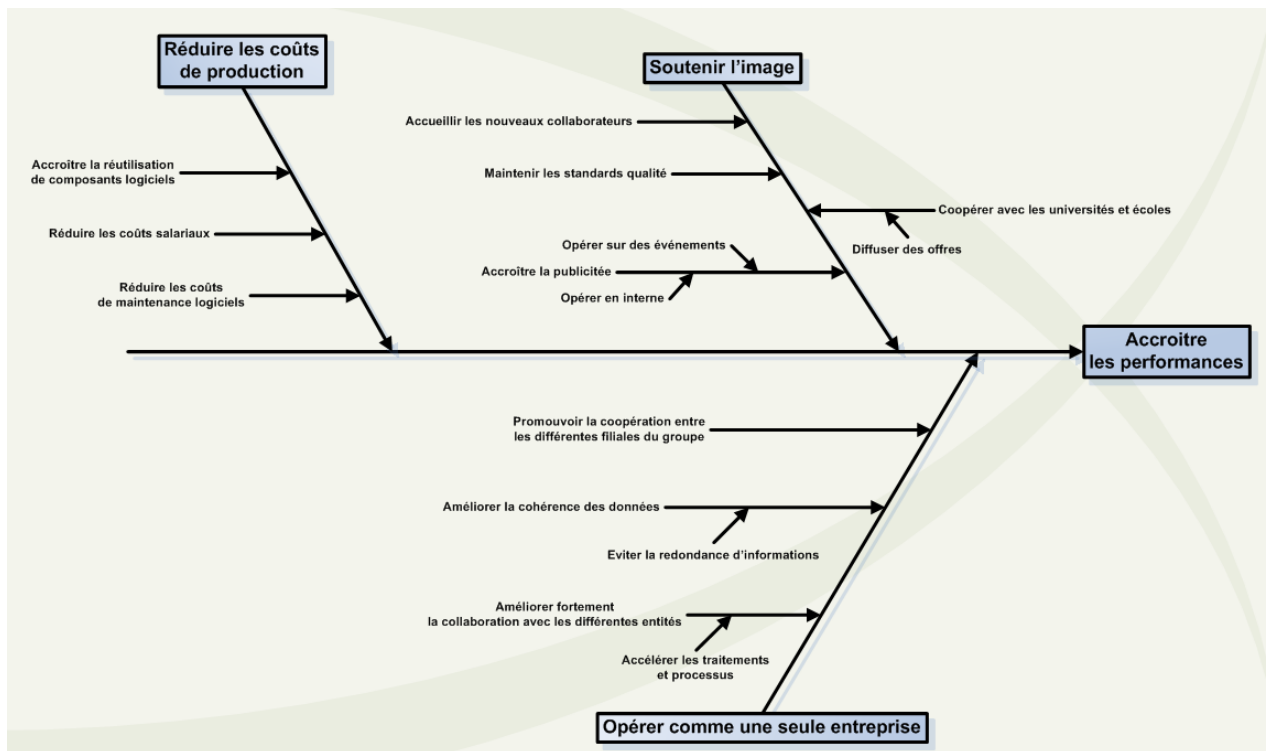 Réduire les coûts
de production
Soutenir l'image
Accueillir les nouveaux collaborateurs
Accroître la réutilisation
de composants logiciels
Maintenir les standards qualité
Coopérer avec les universités et écoles
Réduire les coûts salariaux
Opérer sur des événements
Diffuser des offres
Accroître la publicitée
Réduire les coûts
de maintenance logiciels
Opérer en interne
Accroitre
les performances
Promouvoir la coopération entre
les différentes filiales du groupe
Améliorer la cohérence des données
Eviter la redondance d'informations
Améliorer fortement
la collaboration avec les différentes entités
Accélérer les traitements
et processus
Opérer comme une seule entreprise